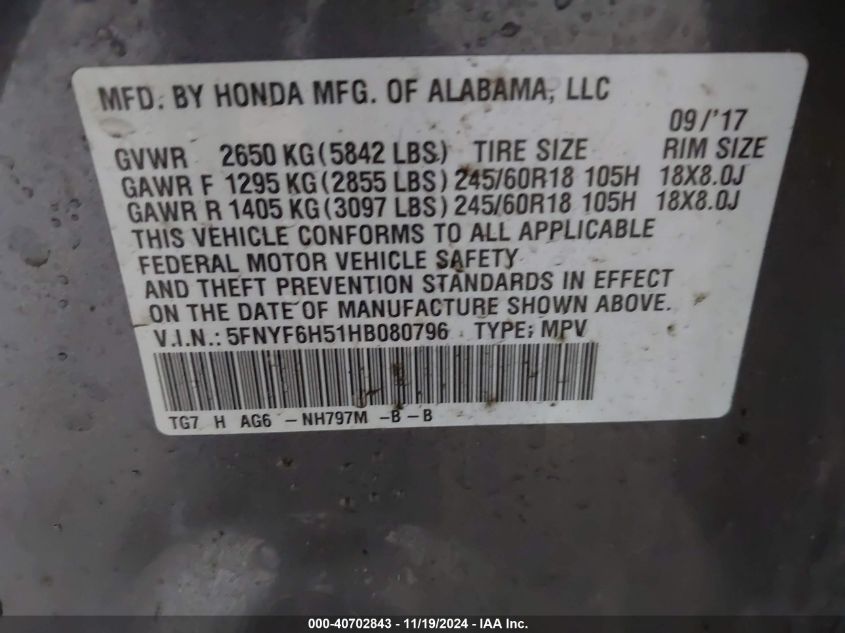 MFD. BY HONDA MFG. OF ALABAMA, LLC
09/'17
GVWR 2650 KG(5842 LBS) TIRE SIZE RIM SIZE
GAWR F 1295 KG(2855 LBS) 245/60R18 105H 18X8.0J
GAWR R 1405 KG(3097 LBS) 245/60R18 105H 18X8.0J
THIS VEHICLE CONFORMS TO ALL APPLICABLE
FEDERAL MOTOR VEHICLE SAFETY
AND THEFT PREVENTION STANDARDS IN EFFECT
ON THE DATE OF MANUFACTURE SHOWN ABOVE.
V.I.N.: 5FNYF6H51HB080796 TYPE: MPV
TG7 H AG6 -NH797M -B-B
000-40702843 - 11/19/2024 - IAA Inc.